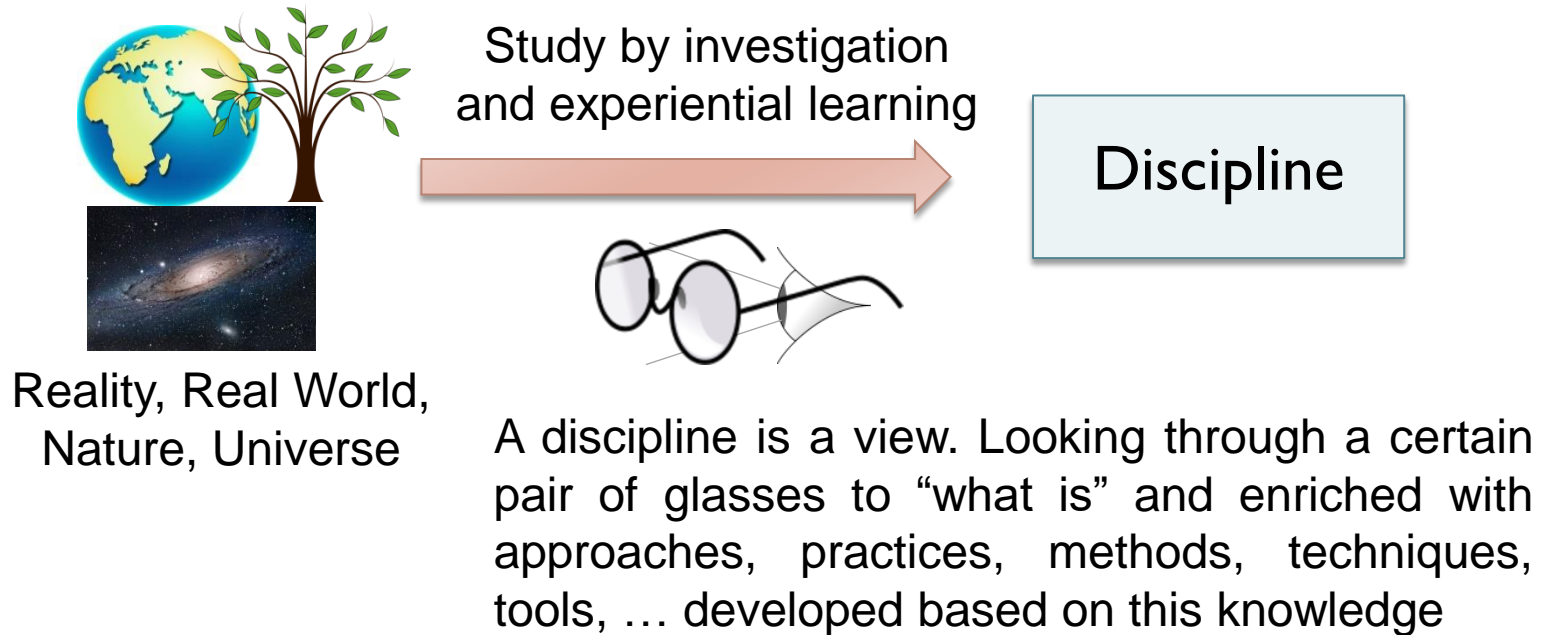 Study by investigation
and experiential learning
Discipline
Reality, Real World,
Nature, Universe
A discipline is a view. Looking through a certain
pair of glasses to “what is” and enriched with
approaches, practices, methods, techniques,
tools, … developed based on this knowledge